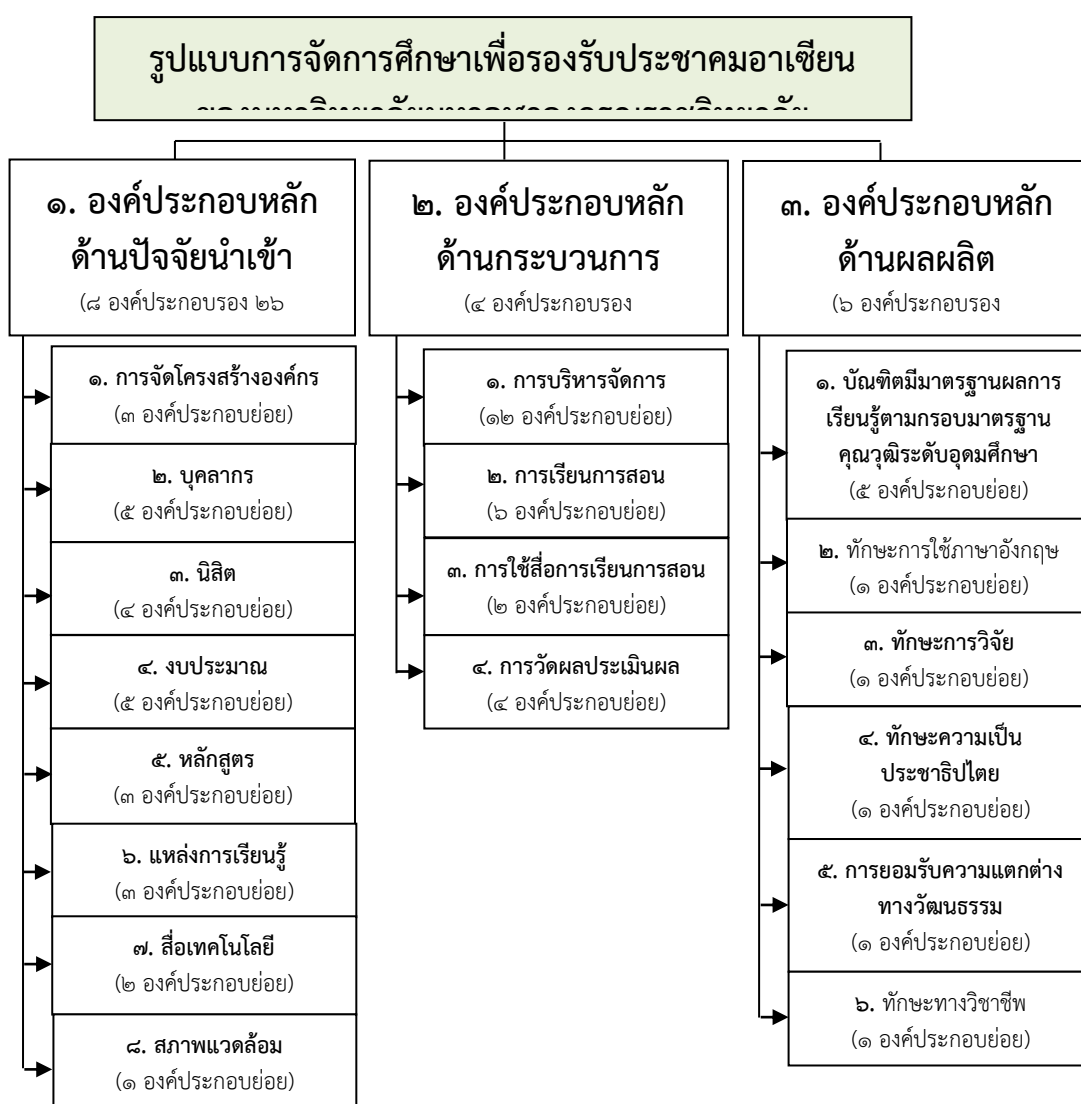 รูปแบบการจัดการศึกษาเพื่อรองรับประชาคมอาเซียน
๑. องค์ประกอบหลัก
ด้านปัจจัยนำเข้า
(๘ องค์ประกอบรอง ๒๖
๑. การจัดโครงสร้างองค์กร
(๓ องค์ประกอบย่อย)
๒. บุคลากร
(๕ องค์ประกอบย่อย)
๓. นิสิต
(๔ องค์ประกอบย่อย)
๔. งบประมาณ
(๕ องค์ประกอบย่อย)
๕. หลักสูตร
(๓ องค์ประกอบย่อย)
๖. แหล่งการเรียนรู้
(๓ องค์ประกอบย่อย)
๗. สื่อเทคโนโลยี
(๒ องค์ประกอบย่อย)
๘. สภาพแวดล้อม
(๑ องค์ประกอบย่อย)
๒. องค์ประกอบหลัก
ด้านกระบวนการ
(๔ องค์ประกอบรอง
๑. การบริหารจัดการ
(๑๒ องค์ประกอบย่อย)
๒. การเรียนการสอน
(๖ องค์ประกอบย่อย)
๓. การใช้สื่อการเรียนการสอน
(๒ องค์ประกอบย่อย)
๔. การวัดผลประเมินผล
(๔ องค์ประกอบย่อย)
๓. องค์ประกอบหลัก
ด้านผลผลิต
(๖ องค์ประกอบรอง
๑. บัณฑิตมีมาตรฐานผลการ
เรียนรู้ตามกรอบมาตรฐาน
คุณวุฒิระดับอุดมศึกษา
(๕ องค์ประกอบย่อย)
๒. ทักษะการใช้ภาษาอังกฤษ
(๑ องค์ประกอบย่อย)
๓. ทักษะการวิจัย
(๑ องค์ประกอบย่อย)
๔. ทักษะความเป็น
ประชาธิปไตย
(๑ องค์ประกอบย่อย)
๕. การยอมรับความแตกต่าง
ทางวัฒนธรรม
(๑ องค์ประกอบย่อย)
๖. ทักษะทางวิชาชีพ
(๑ องค์ประกอบย่อย)